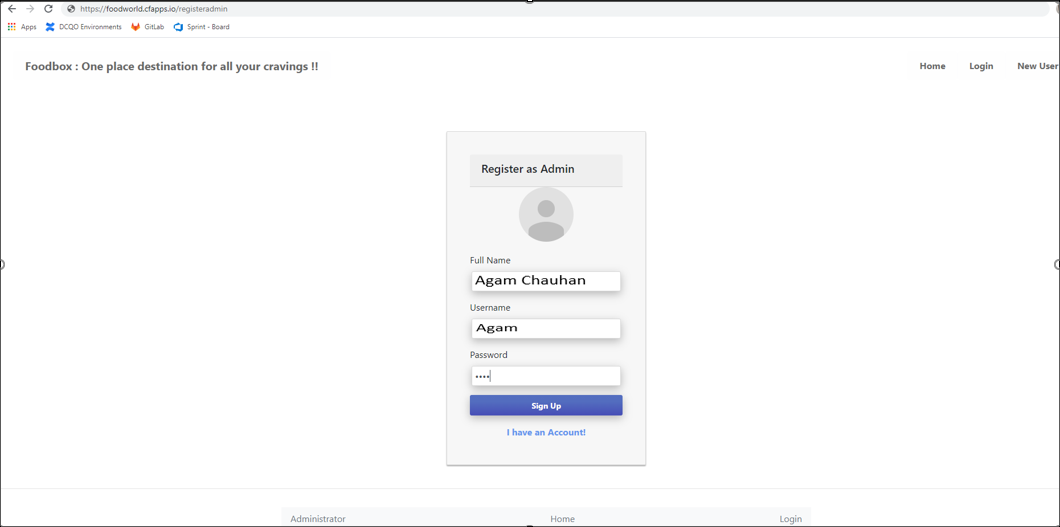 https://foodworld.cfapps.io/registeradmin
Apps DCQO Environments GitLab Sprint - Board
Foodbox : One place destination for all your cravings !! Home Login New User
Register as Admin
Full Name
Agam Chauhan
Username
Agam
Password
••••
Sign Up
I have an Account!
Administrator Home Login